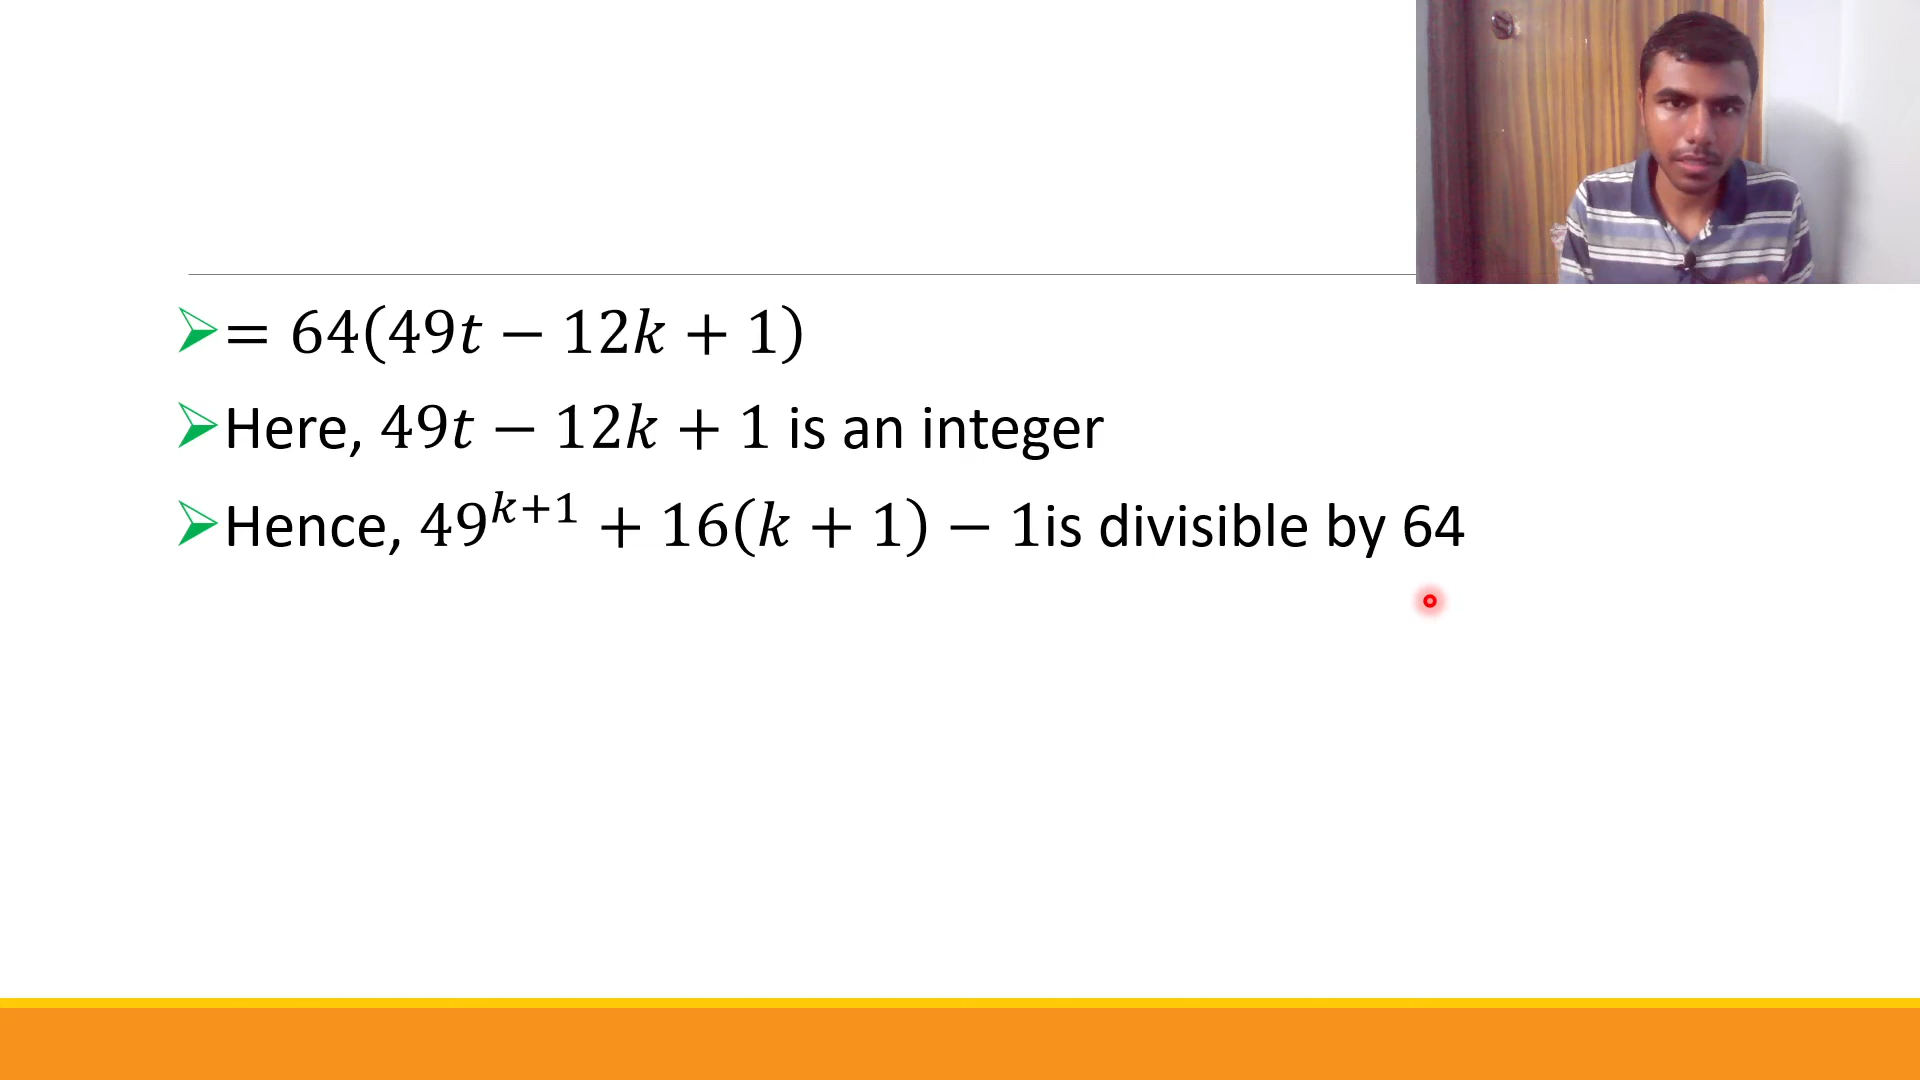 = 64(49t − 12k + 1)
Here, 49t − 12k + 1 is an integer
Hence, 49^{k+1} + 16(k + 1) − 1is divisible by 64